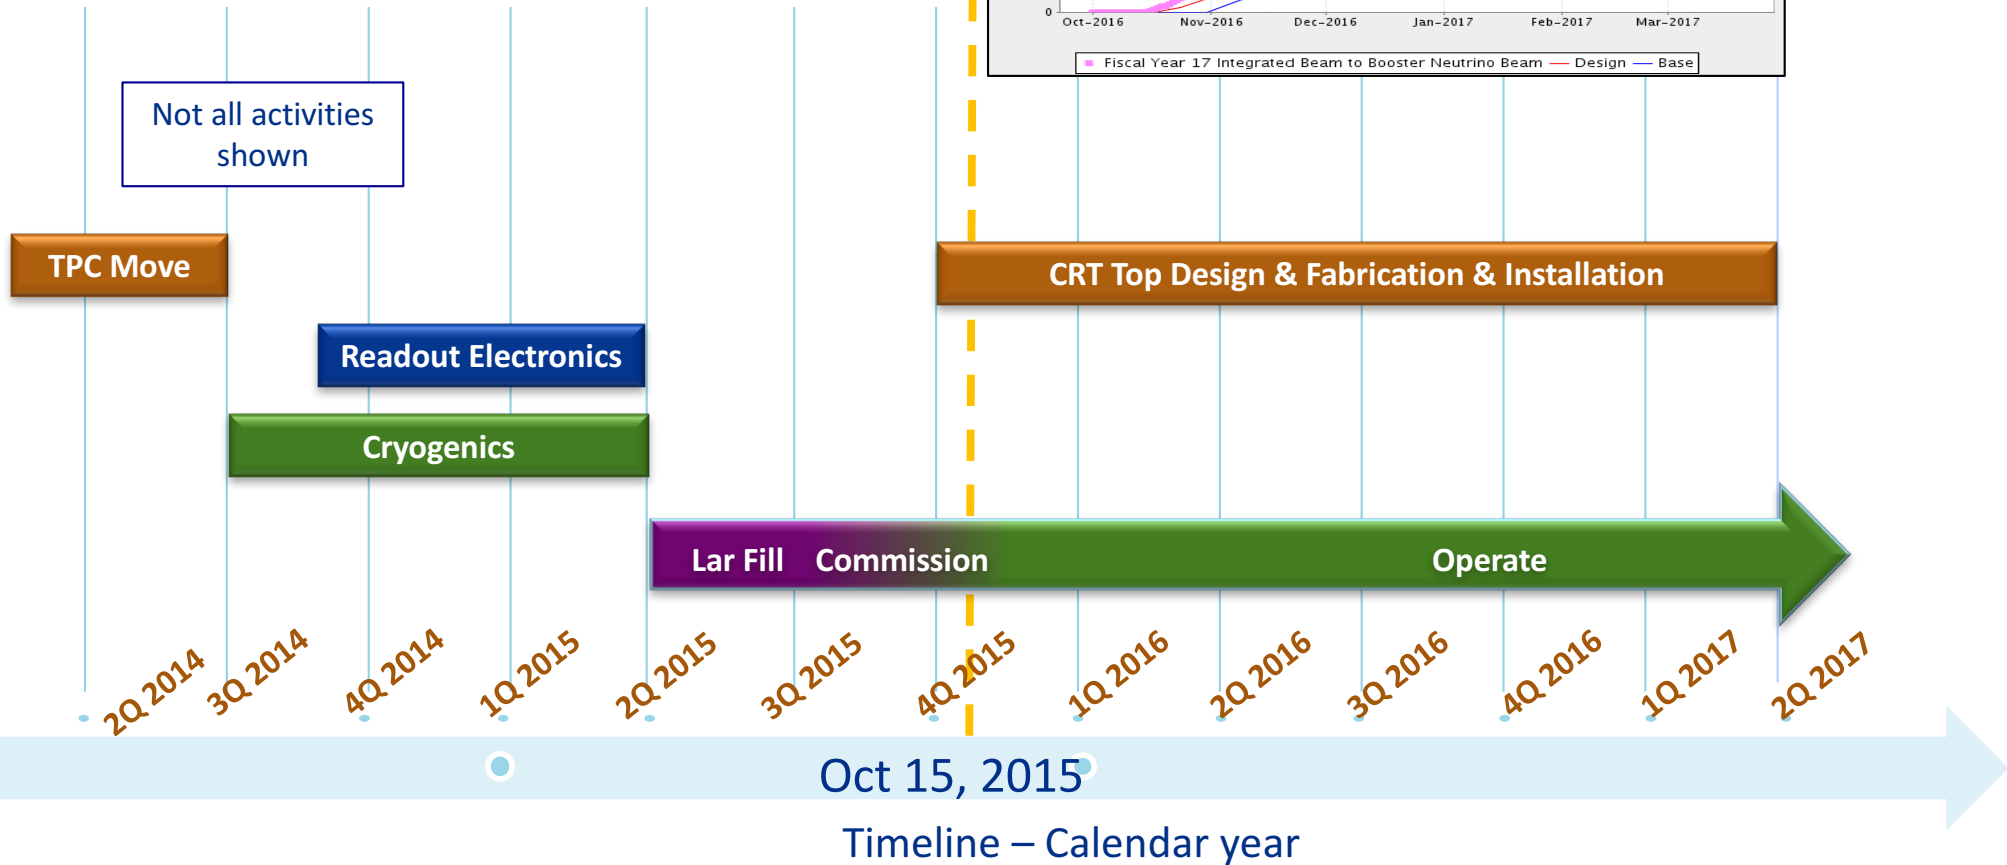 0
Oct-2016 Nov-2016 Dec-2016 Jan-2017 Feb-2017 Mar-2017
Fiscal Year 17 Integrated Beam to Booster Neutrino Beam Design Base
Not all activities
shown
TPC Move
CRT Top Design & Fabrication & Installation
Readout Electronics
Cryogenics
Lar Fill Commission Operate
2Q 2014 3Q 2014 4Q 2014 1Q 2015 2Q 2015 3Q 2015 4Q 2015 1Q 2016 2Q 2016 3Q 2016 4Q 2016 1Q 2017 2Q 2017
Oct 15, 2015
Timeline – Calendar year